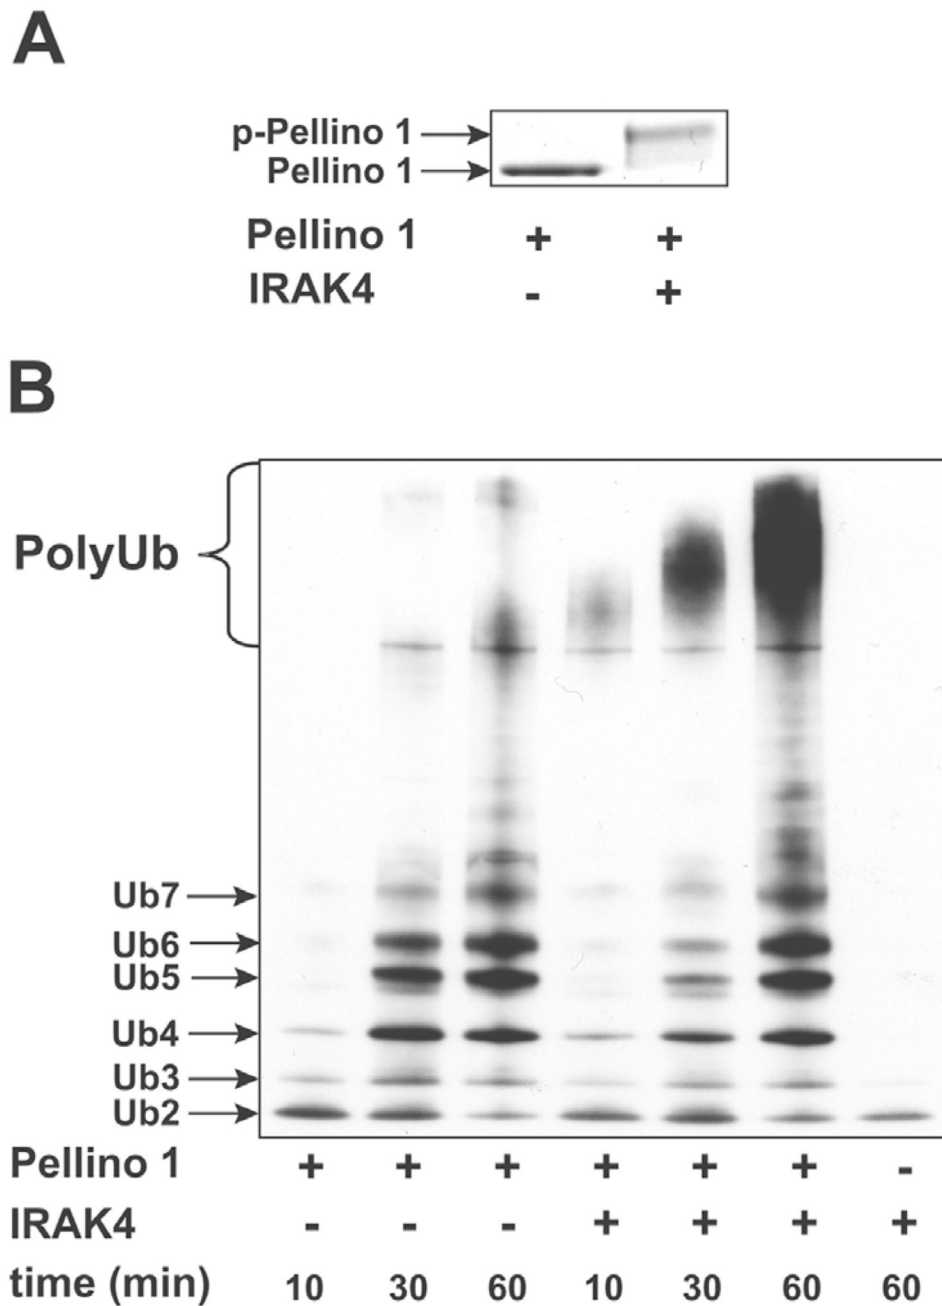 A
p-Pellino 1
Pellino 1
Pellino 1 + +
IRAK4 - +
B
PolyUb
Ub7
Ub6
Ub5
Ub4
Ub3
Ub2
Pellino 1 + + + + + + -
IRAK4 - - - + + + +
time (min) 10 30 60 10 30 60 60